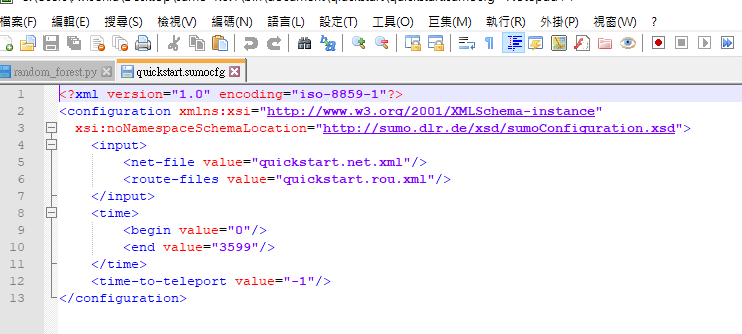 檔案(F) 編輯(E) 搜尋(S) 檢視(V) 編碼(N) 語言(L) 設定(T) 工具(O) 巨集(M) 執行(R) 外掛(P) 視窗(W) ?
random_forest.py quickstart.sumocfg
1 <?xml version="1.0" encoding="iso-8859-1"?>
2 <configuration xmlns:xsi="http://www.w3.org/2001/XMLSchema-instance"
3 xsi:noNamespaceSchemaLocation="http://sumo.dlr.de/xsd/sumoConfiguration.xsd">
4 <input>
5 <net-file value="quickstart.net.xml"/>
6 <route-files value="quickstart.rou.xml"/>
7 </input>
8 <time>
9 <begin value="0"/>
10 <end value="3599"/>
11 </time>
12 <time-to-teleport value="-1"/>
13 </configuration>